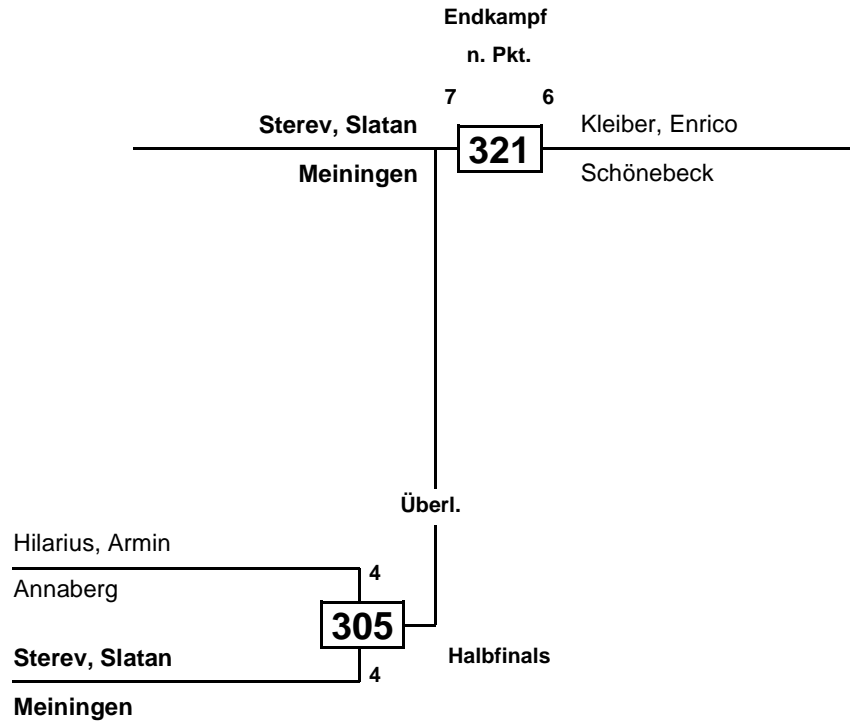 Endkampf
n. Pkt.
7 6
Sterev, Slatan 321 Kleiber, Enrico
Meiningen Schönebeck
Überl.
Hilarius, Armin
4
Annaberg
305
Sterev, Slatan Halbfinals
4
Meiningen